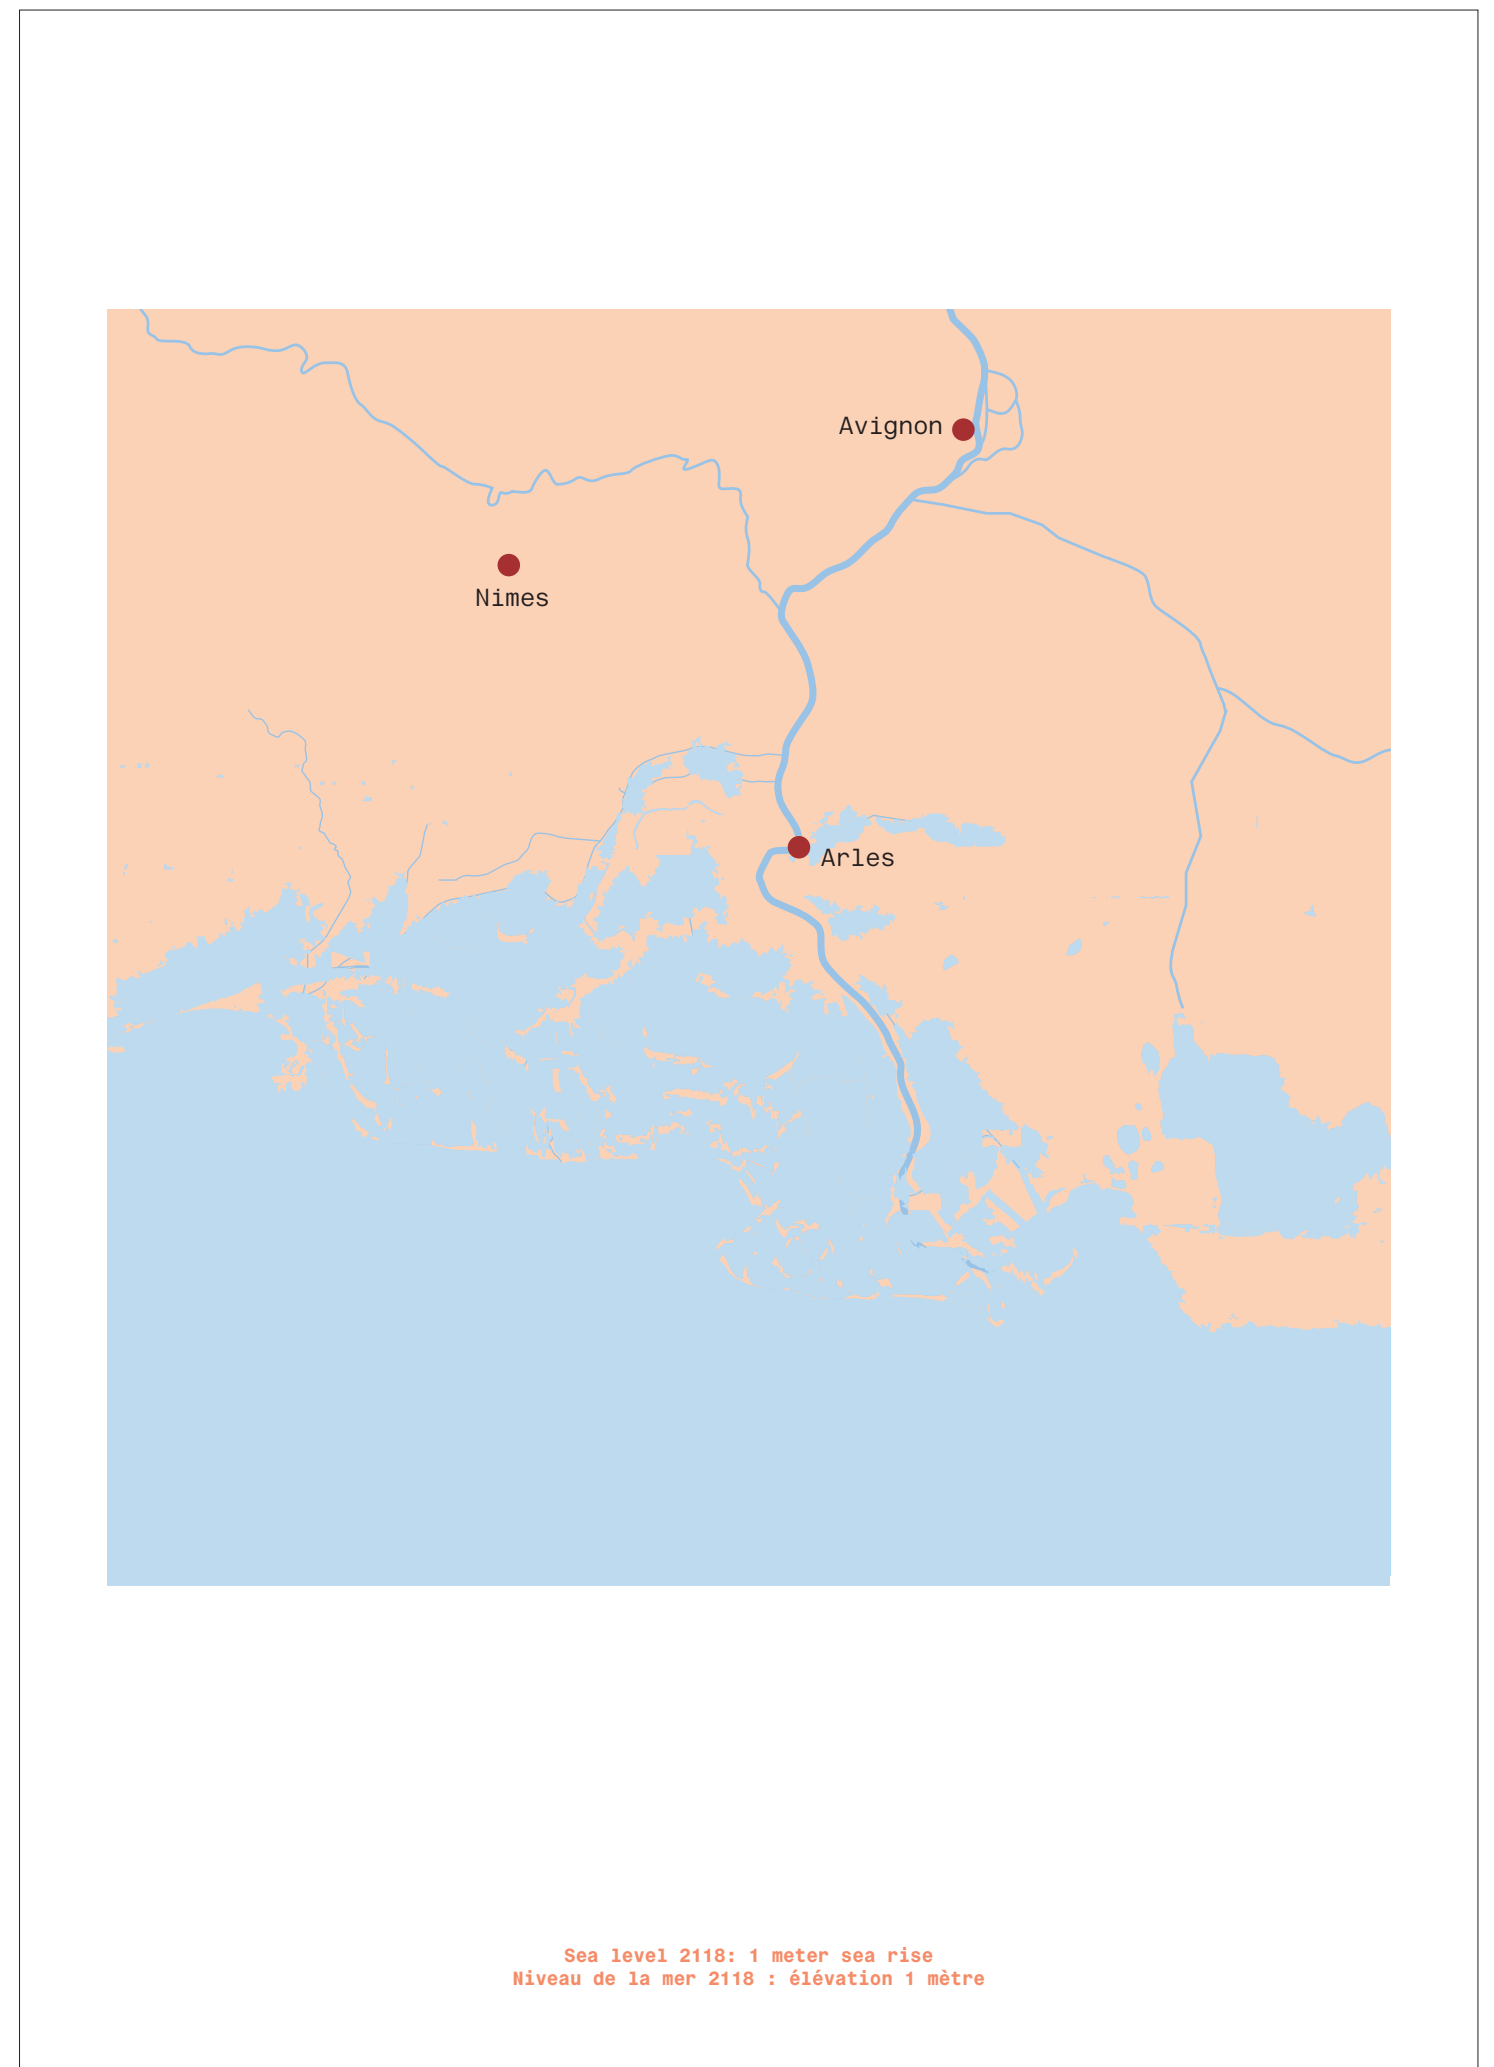 Avignon
Nimes
Arles
Sea level 2118: 1 meter sea rise
Niveau de la mer 2118 : élévation 1 mètre